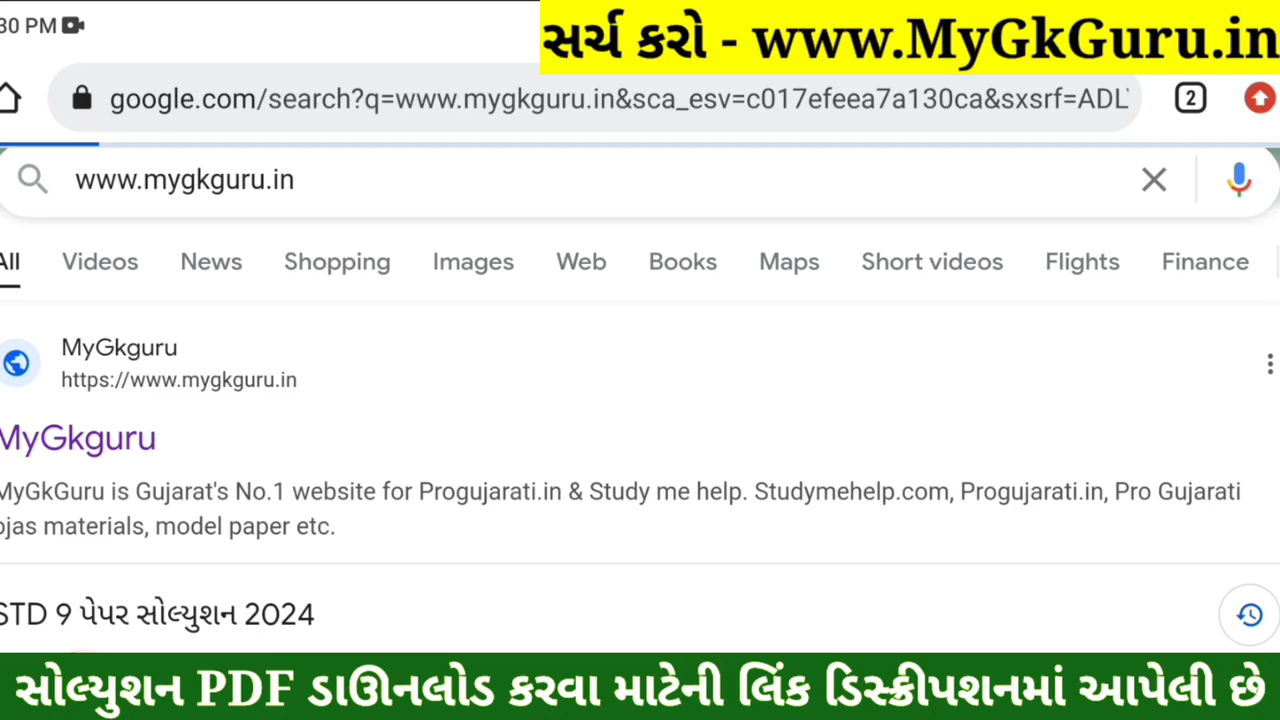 30 PM
સર્ચ કરો - www.MyGkGuru.in
google.com/search?q=www.mygkguru.in&sca_esv=c017efeea7a130ca&sxsrf=ADL
2
www.mygkguru.in
All Videos News Shopping Images Web Books Maps Short videos Flights Finance
MyGkguru
https://www.mygkguru.in
MyGkguru
MyGkGuru is Gujarat's No.1 website for Progujarati.in & Study me help. Studymehelp.com, Progujarati.in, Pro Gujarati
ojas materials, model paper etc.
STD 9 પેપર સોલ્યુશન 2024
સોલ્યુશન PDF ડાઊનલોડ કરવા માટેની લિંક ડિસ્ક્રીપશનમાં આપેલી છે